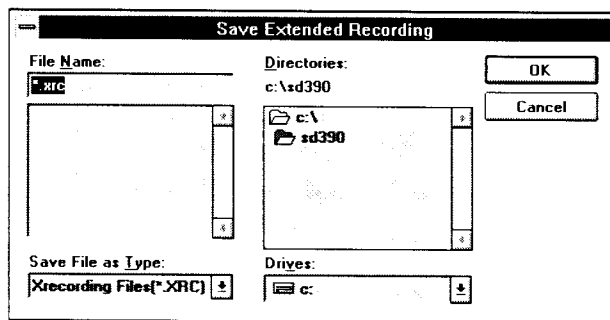 Save Extended Recording
File Name:
*.xrc
Directories:
c:\sd390
OK
Cancel
c:\
sd390
Save File as Type:
Xrecording Files(*.XRC)
Drives:
c: